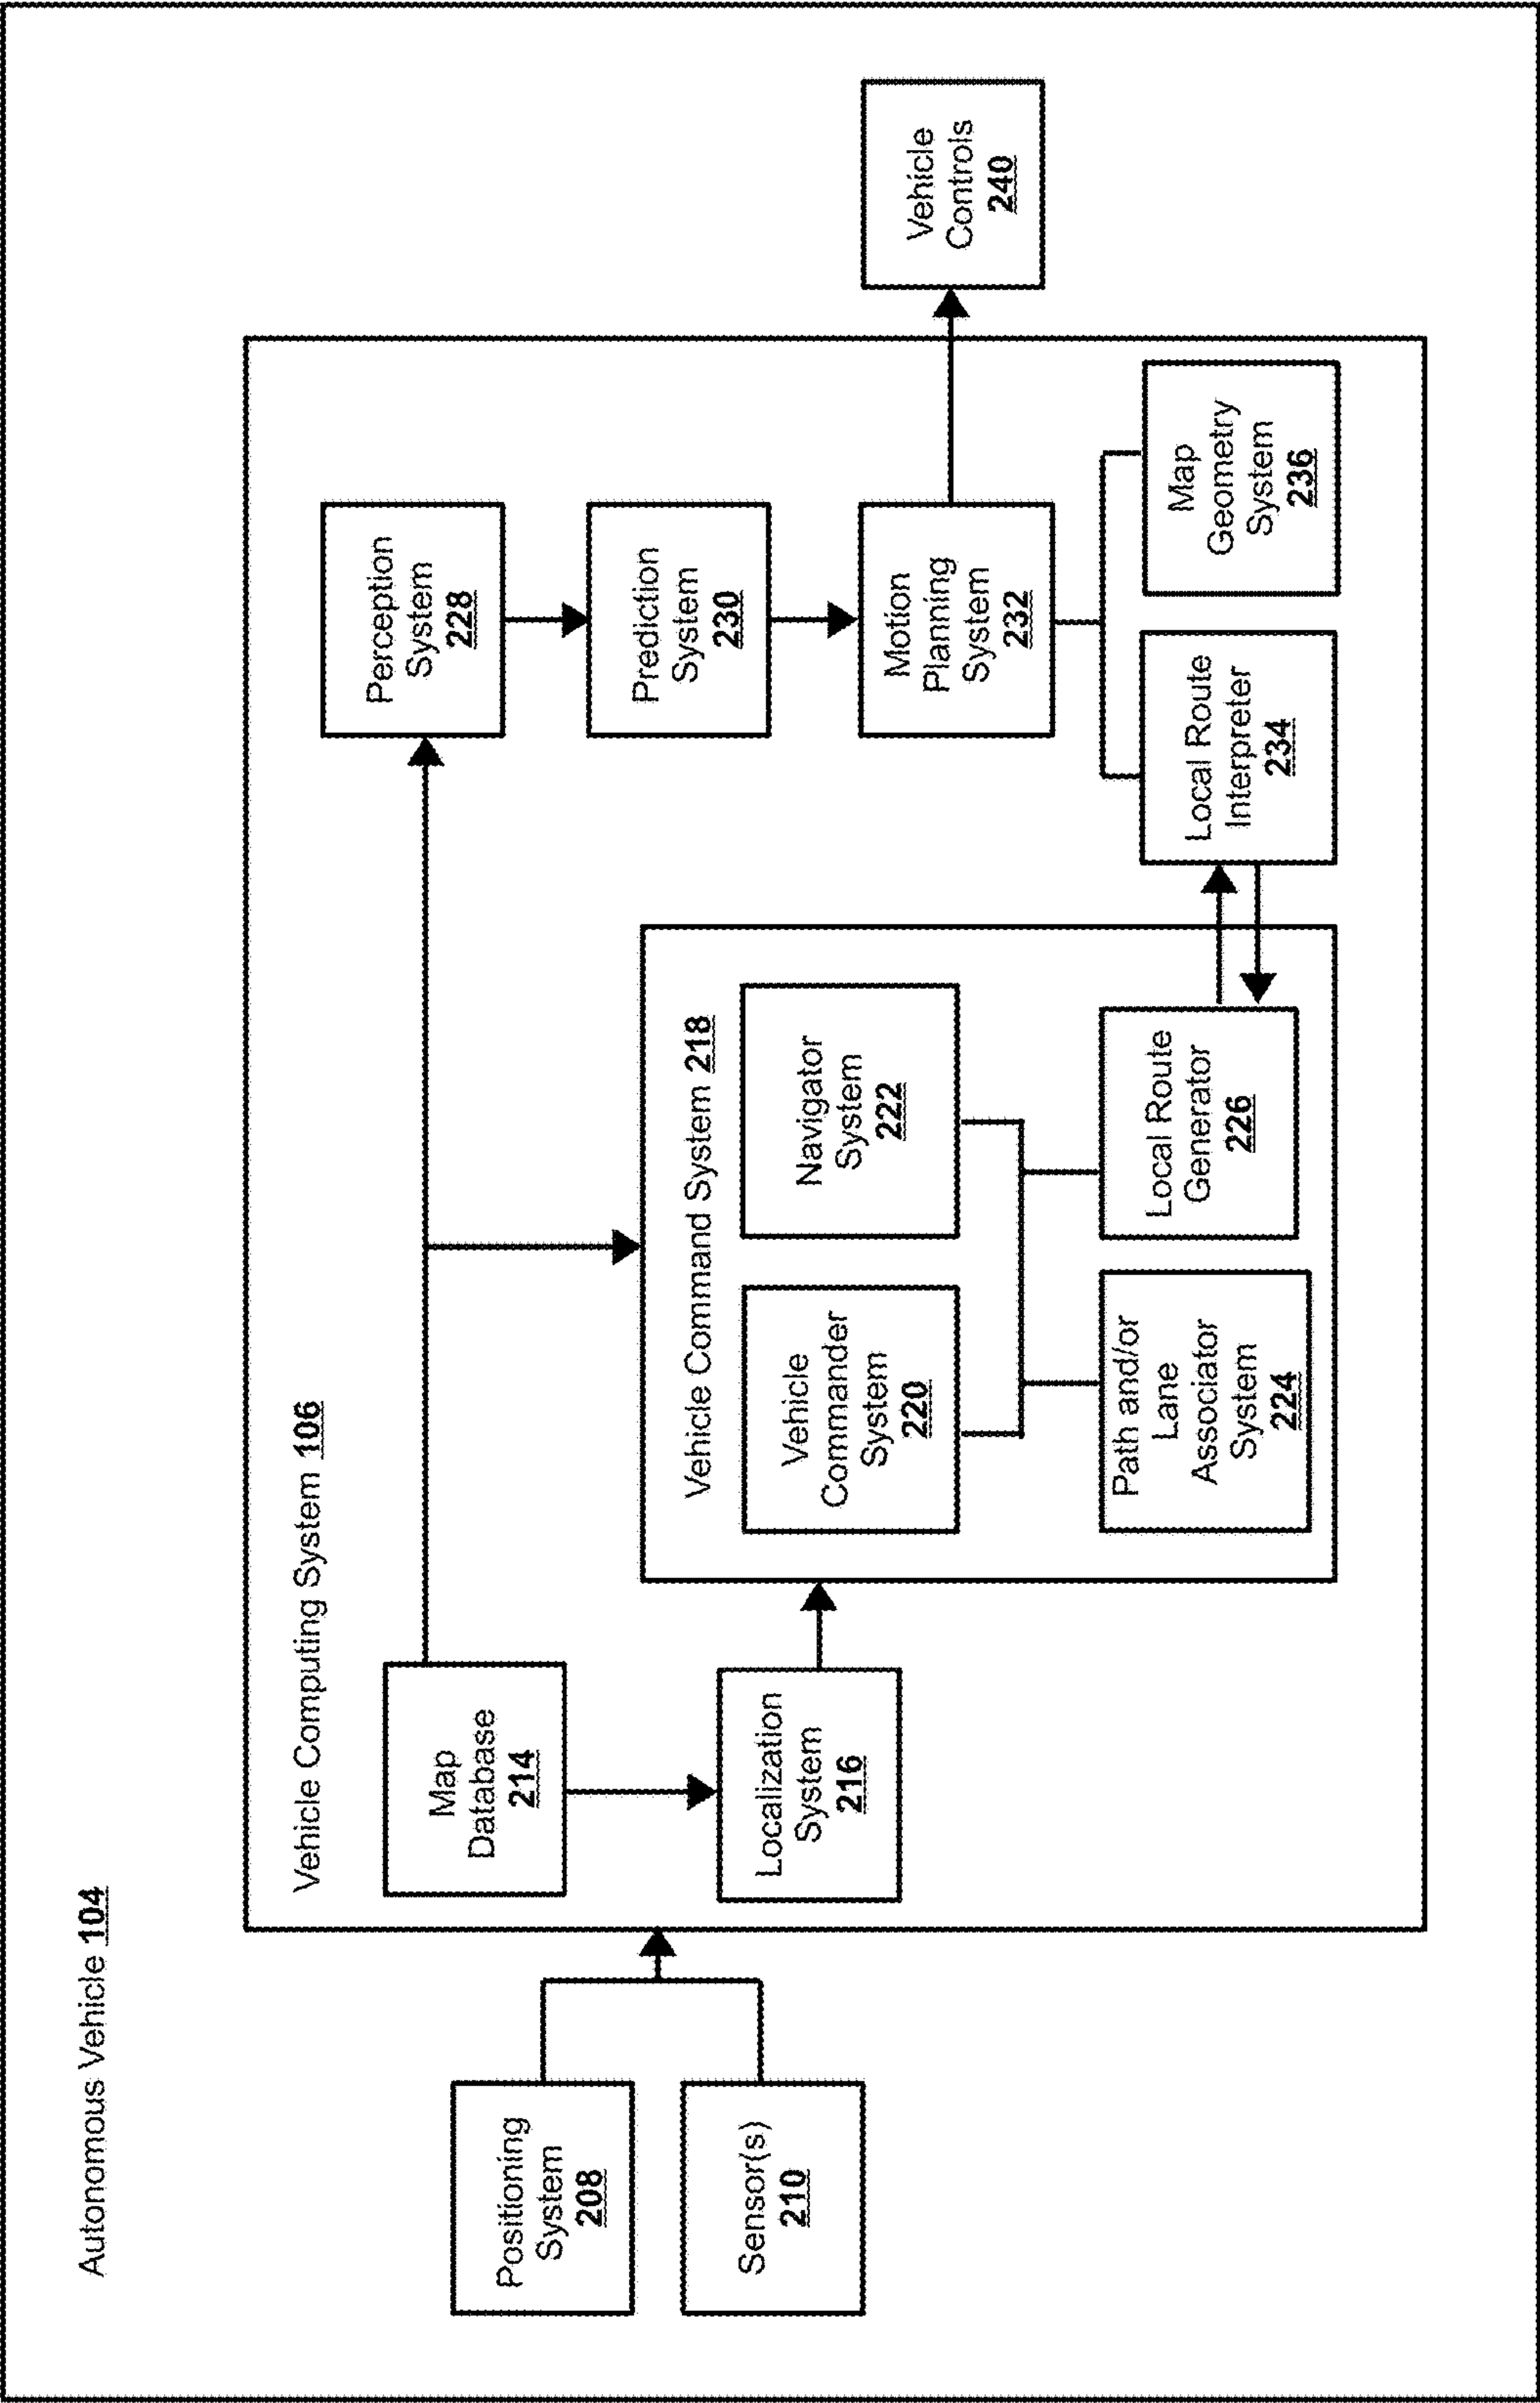 Autonomous Vehicle 104
Vehicle Computing System 106
Positioning
System
208
Sensor(s)
210
Map
Database
214
Localization
System
216
Vehicle Command System 218
Vehicle
Commander
System
220
Navigator
System
222
Path and/or
Lane
Associator
System
224
Local Route
Generator
226
Perception
System
228
Prediction
System
230
Motion
Planning
System
232
Local Route
Interpreter
234
Map
Geometry
System
236
Vehicle
Controls
240